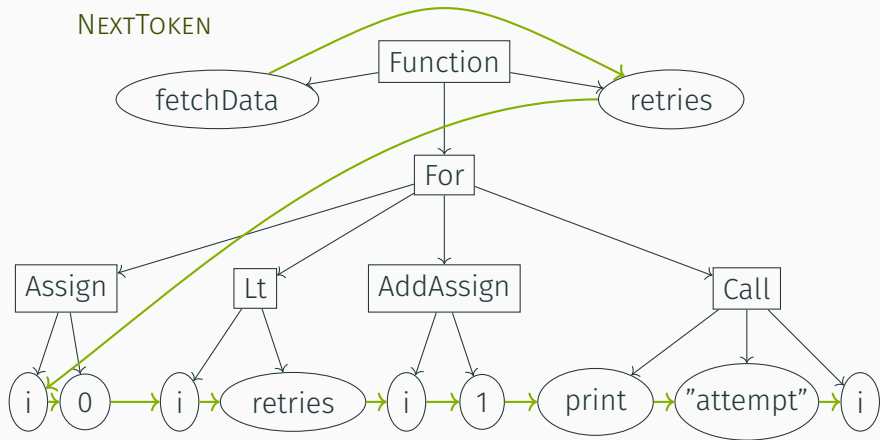 NEXTTOKEN
Function
fetchData
retries
For
Assign
Lt
AddAssign
Call
i
0
i
retries
i
1
print
”attempt”
i